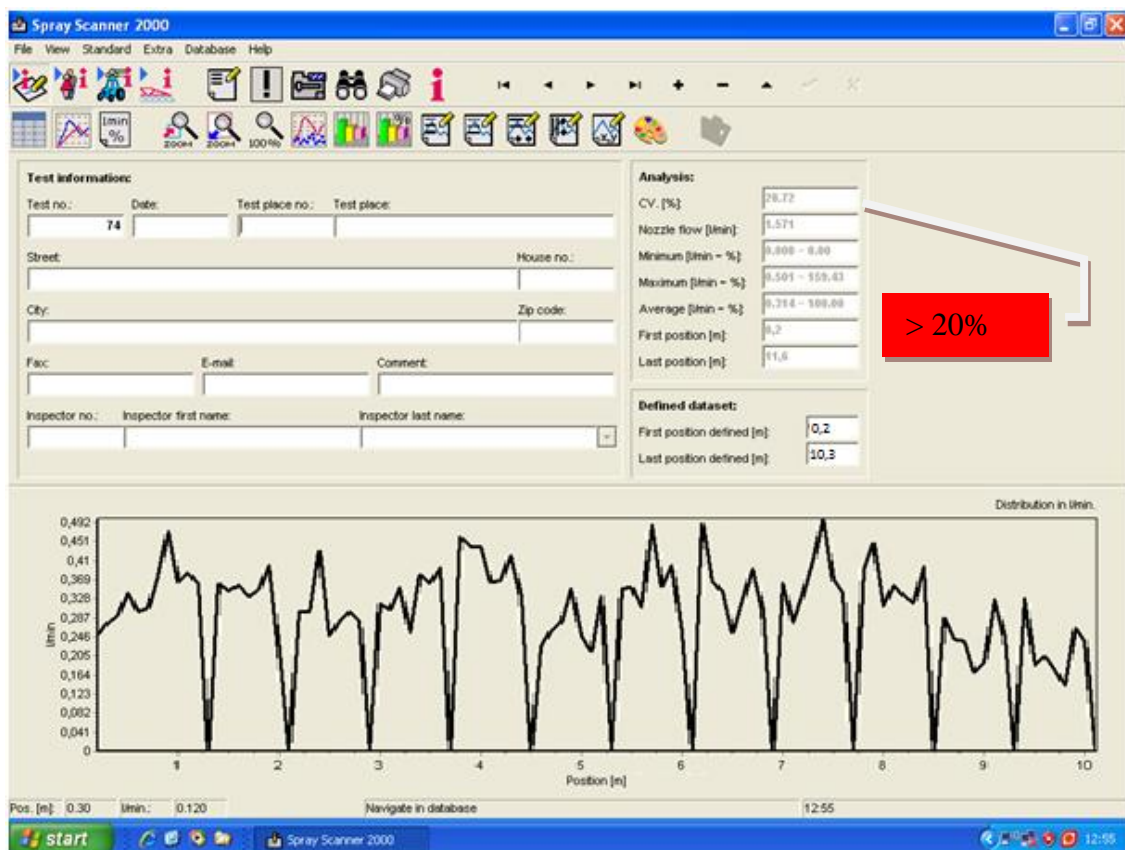 Spray Scanner 2000
File View Standard Extra Database Help
l/min %
ZOOM ZOOM 100%
Test information:
Test no.: Date: Test place no.: Test place:
74
Street: House no.:
City: Zip code:
Fax: E-mail: Comment:
Inspector no.: Inspector first name: Inspector last name:
Analysis:
CV. [%]:
Nozzle flow [l/min]: 1.571
Minimum [l/min - %]: 0.000 - 0.00
Maximum [l/min - %]: 0.501 - 159.43
Average [l/min - %]: 0.314 - 100.00
First position [m]: 0,2
Last position [m]: 11,6
> 20%
Defined dataset:
First position defined [m]: 0,2
Last position defined [m]: 10,3
Distribution in l/min.
0,492
0,451
0,41
0,369
0,328
0,287
0,246
0,205
0,164
0,123
0,082
0,041
0
l/min
1 2 3 4 5 6 7 8 9 10
Position [m]
Pos. [m]: 0.30 l/min.: 0.120 Navigate in database 12:55
start Spray Scanner 2000 12:55